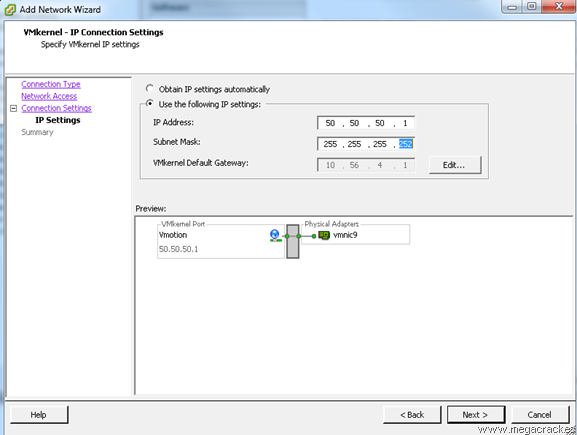 Add Network Wizard
VMkernel - IP Connection Settings
Specify VMkernel IP settings
Connection Type
Network Access
Connection Settings
IP Settings
Summary
Obtain IP settings automatically
Use the following IP settings:
IP Address: 50 . 50 . 50 . 1
Subnet Mask: 255 . 255 . 255 . 252
VMkernel Default Gateway: 10 . 56 . 4 . 1 Edit...
Preview:
VMkernel Port Physical Adapters
Vmotion vmnic9
50.50.50.1
Help < Back Next > Cancel